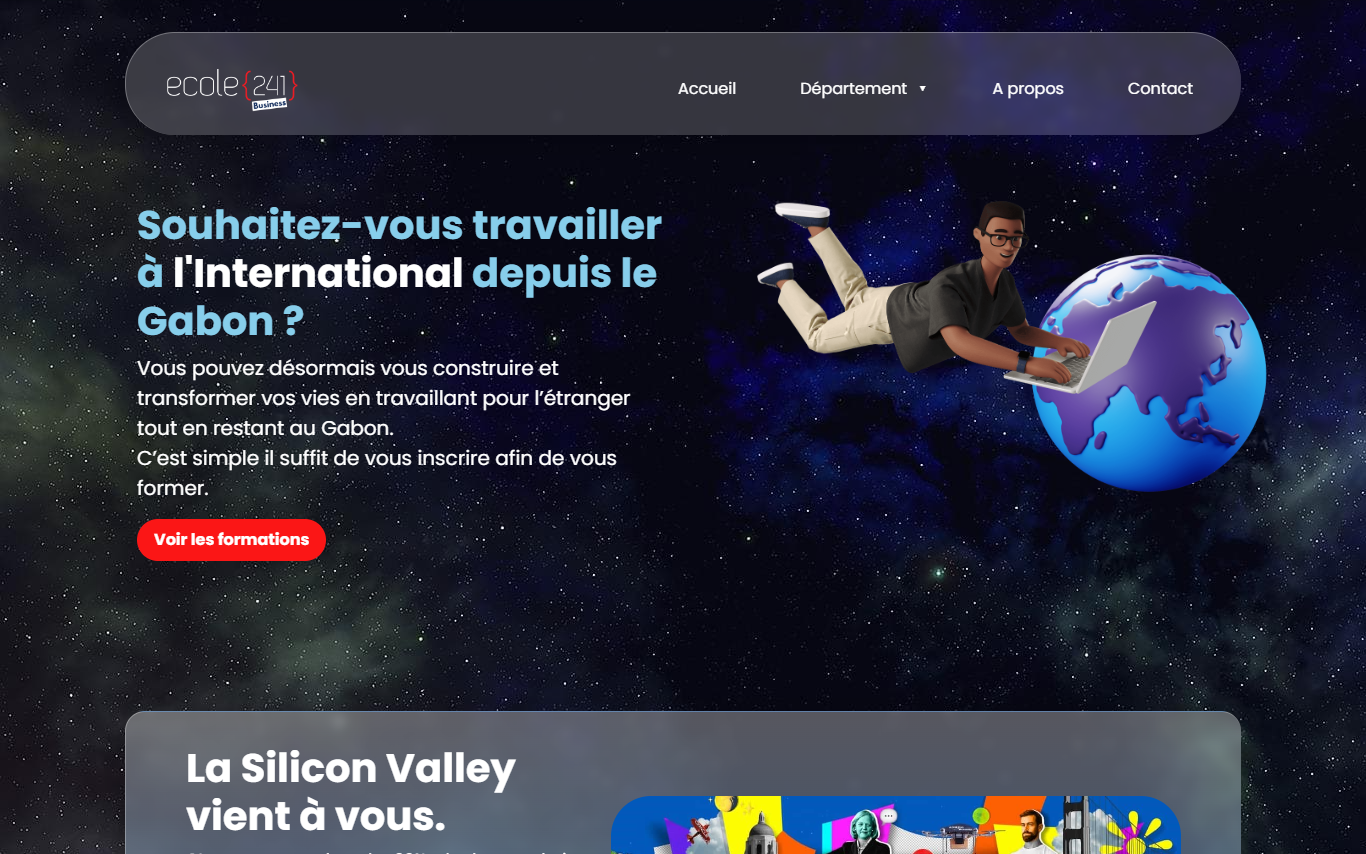 ecole{241}
Business
Accueil
Département
A propos
Contact
Souhaitez-vous travailler
à l'International depuis le
Gabon ?
Vous pouvez désormais vous construire et
transformer vos vies en travaillant pour l’étranger
tout en restant au Gabon.
C’est simple il suffit de vous inscrire afin de vous
former.
Voir les formations
La Silicon Valley
vient à vous.